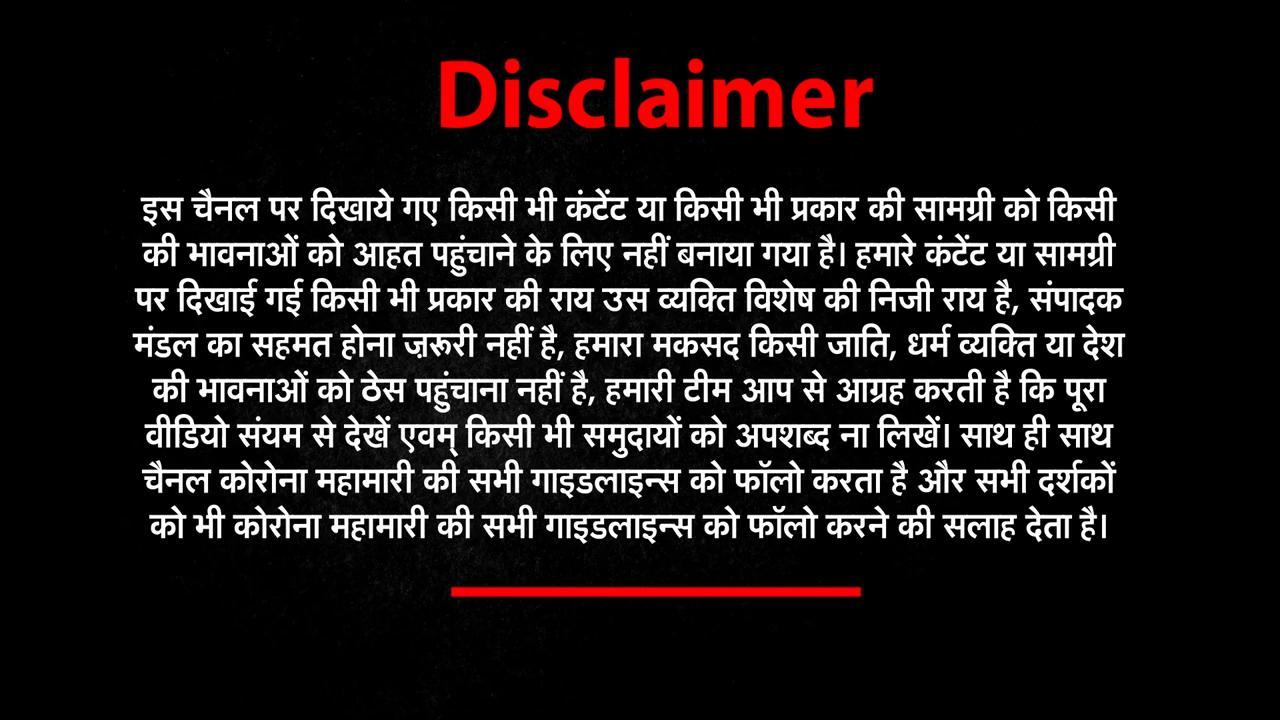 Disclaimer
इस चैनल पर दिखाये गए किसी भी कंटेंट या किसी भी प्रकार की सामग्री को किसी
की भावनाओं को आहत पहुंचाने के लिए नहीं बनाया गया है। हमारे कंटेंट या सामग्री
पर दिखाई गई किसी भी प्रकार की राय उस व्यक्ति विशेष की निजी राय है, संपादक
मंडल का सहमत होना ज़रूरी नहीं है, हमारा मकसद किसी जाति, धर्म व्यक्ति या देश
की भावनाओं को ठेस पहुंचाना नहीं है, हमारी टीम आप से आग्रह करती है कि पूरा
वीडियो संयम से देखें एवम् किसी भी समुदायों को अपशब्द ना लिखें। साथ ही साथ
चैनल कोरोना महामारी की सभी गाइडलाइन्स को फॉलो करता है और सभी दर्शकों
को भी कोरोना महामारी की सभी गाइडलाइन्स को फॉलो करने की सलाह देता है।